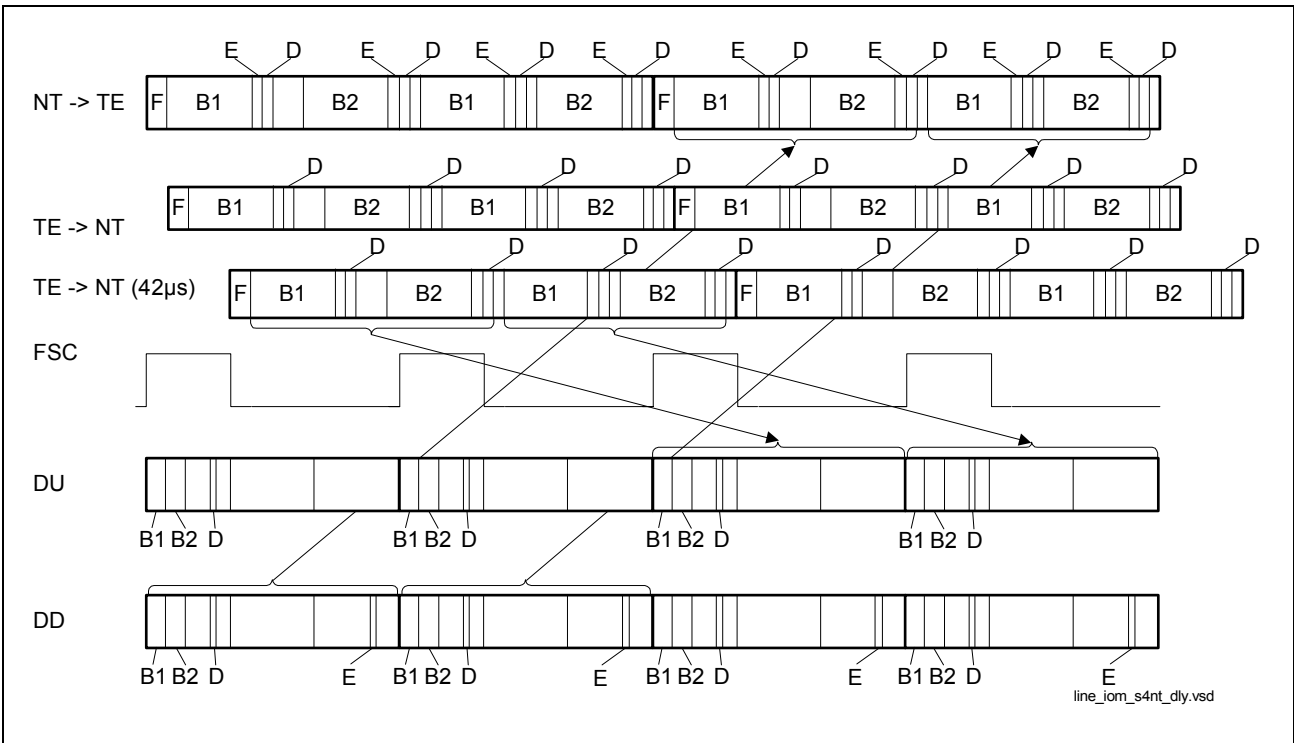 E D E D E D E D E D E D E D E D
NT -> TE F B1 B2 B1 B2 F B1 B2 B1 B2
D D D D D D D D
TE -> NT F B1 B2 B1 B2 F B1 B2 B1 B2
D D D D D D D D
TE -> NT (42µs) F B1 B2 B1 B2 F B1 B2 B1 B2
FSC
DU
B1 B2 D B1 B2 D B1 B2 D B1 B2 D
DD
B1 B2 D E B1 B2 D E B1 B2 D E B1 B2 D E
line_iom_s4nt_dly.vsd